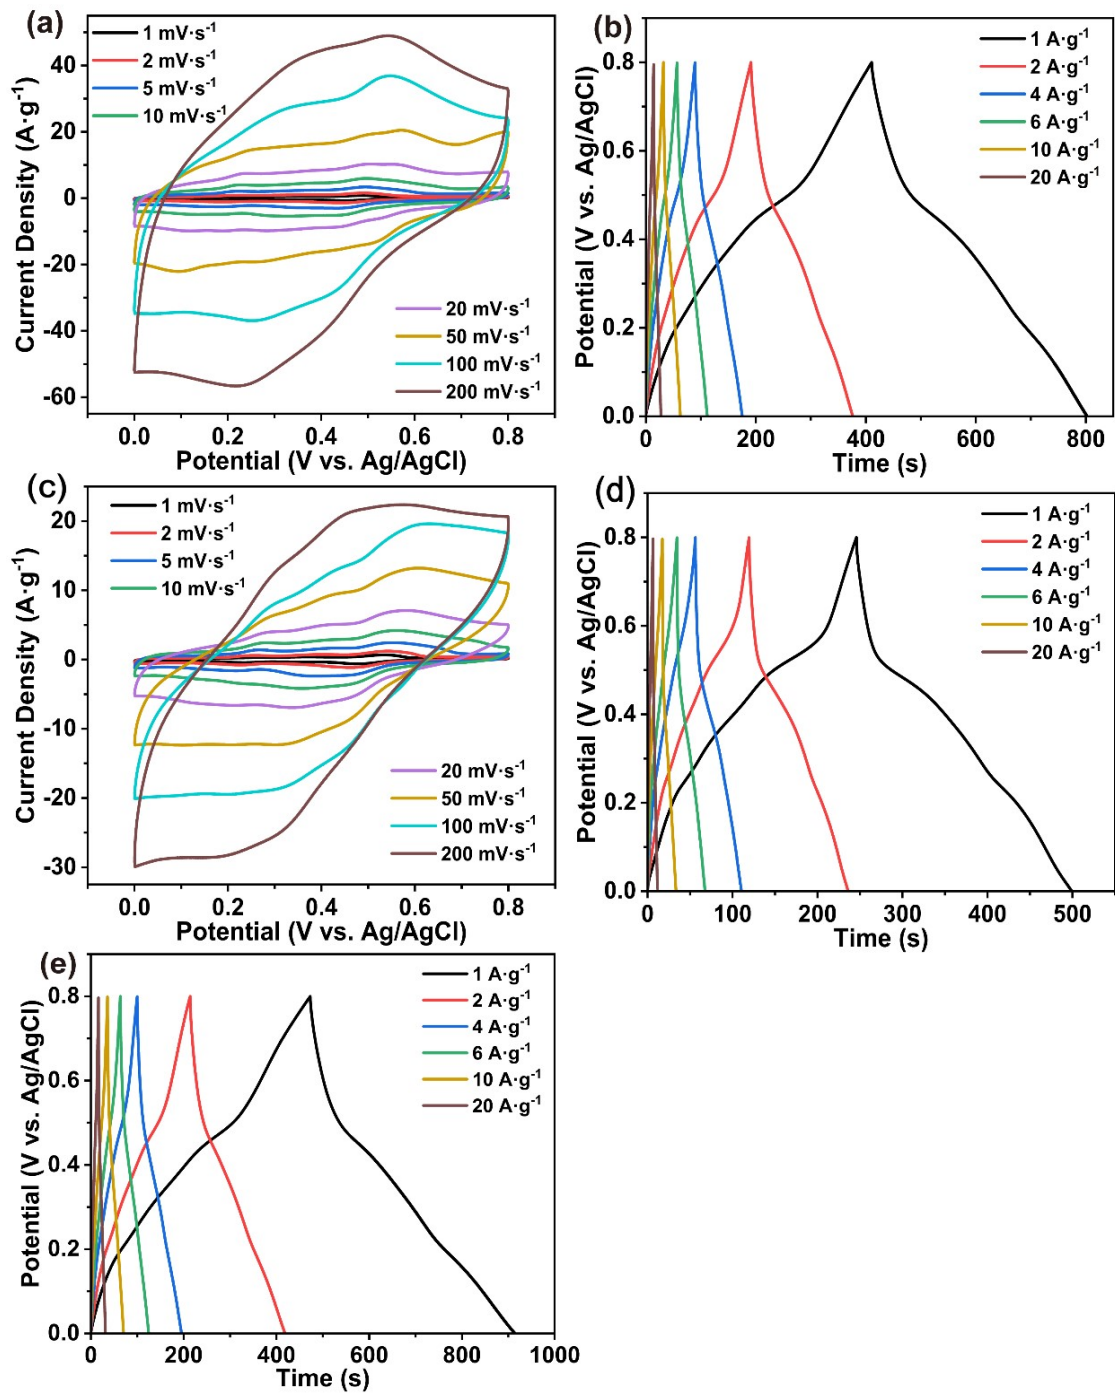 (a)
1 mV·s⁻¹
2 mV·s⁻¹
5 mV·s⁻¹
10 mV·s⁻¹
20 mV·s⁻¹
50 mV·s⁻¹
100 mV·s⁻¹
200 mV·s⁻¹
40
20
0
-20
-40
-60
Current Density (A·g⁻¹)
0.0 0.2 0.4 0.6 0.8
Potential (V vs. Ag/AgCl)
(b)
1 A·g⁻¹
2 A·g⁻¹
4 A·g⁻¹
6 A·g⁻¹
10 A·g⁻¹
20 A·g⁻¹
0.8
0.4
0.2
0.0
Potential (V vs. Ag/AgCl)
0 200 400 600 800
Time (s)
(c)
1 mV·s⁻¹
2 mV·s⁻¹
5 mV·s⁻¹
10 mV·s⁻¹
20 mV·s⁻¹
50 mV·s⁻¹
100 mV·s⁻¹
200 mV·s⁻¹
20
10
0
-10
-20
-30
Current Density (A·g⁻¹)
0.0 0.2 0.4 0.6 0.8
Potential (V vs. Ag/AgCl)
(d)
1 A·g⁻¹
2 A·g⁻¹
4 A·g⁻¹
6 A·g⁻¹
10 A·g⁻¹
20 A·g⁻¹
0.8
0.6
0.4
0.2
0.0
Potential (V vs. Ag/AgCl)
0 100 200 300 400 500
Time (s)
(e)
1 A·g⁻¹
2 A·g⁻¹
4 A·g⁻¹
6 A·g⁻¹
10 A·g⁻¹
20 A·g⁻¹
0.8
0.6
0.4
0.2
0.0
Potential (V vs. Ag/AgCl)
0 200 400 600 800 1000
Time (s)